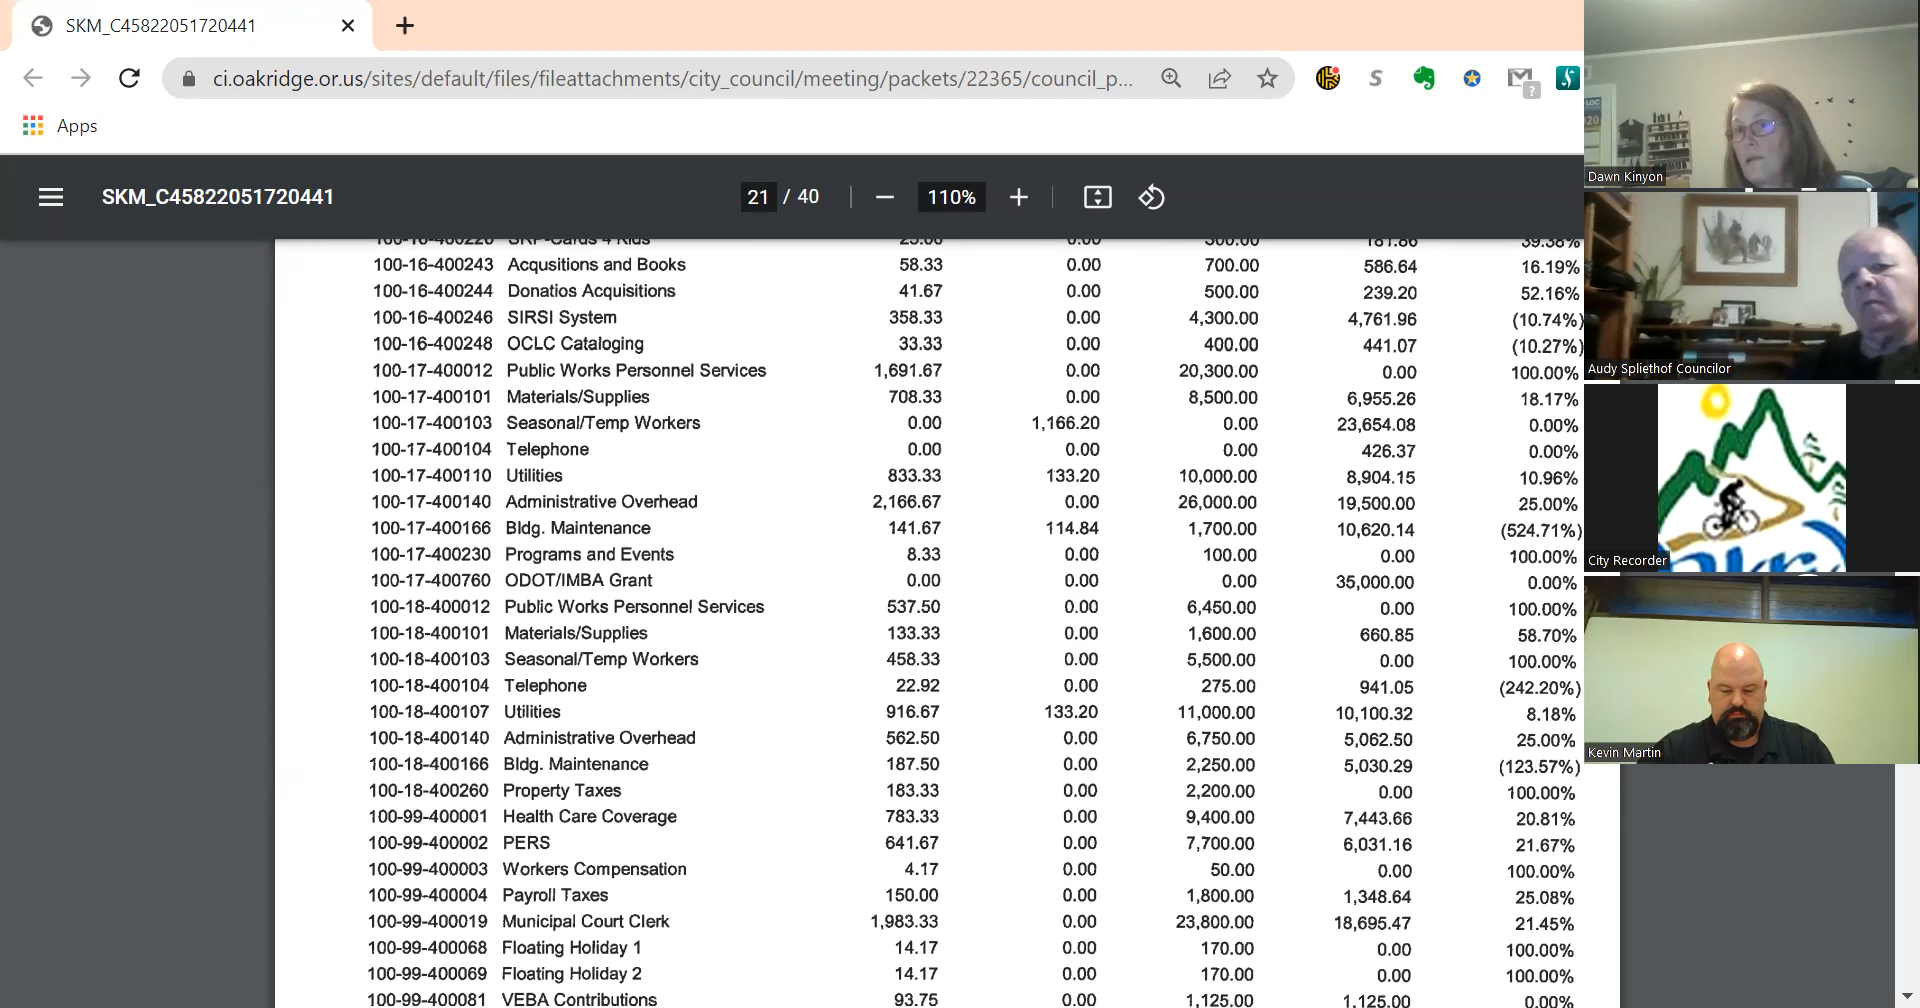 SKM_C45822051720441
ci.oakridge.or.us/sites/default/files/fileattachments/city_council/meeting/packets/22365/council_p...
Apps
SKM_C45822051720441 21 / 40 110%
100-16-400220 SRP-Cards 4 Kids 25.00 0.00 300.00 181.86 39.38%
100-16-400243 Acqusitions and Books 58.33 0.00 700.00 586.64 16.19%
100-16-400244 Donatios Acquisitions 41.67 0.00 500.00 239.20 52.16%
100-16-400246 SIRSI System 358.33 0.00 4,300.00 4,761.96 (10.74%)
100-16-400248 OCLC Cataloging 33.33 0.00 400.00 441.07 (10.27%)
100-17-400012 Public Works Personnel Services 1,691.67 0.00 20,300.00 0.00 100.00%
100-17-400101 Materials/Supplies 708.33 0.00 8,500.00 6,955.26 18.17%
100-17-400103 Seasonal/Temp Workers 0.00 1,166.20 0.00 23,654.08 0.00%
100-17-400104 Telephone 0.00 0.00 0.00 426.37 0.00%
100-17-400110 Utilities 833.33 133.20 10,000.00 8,904.15 10.96%
100-17-400140 Administrative Overhead 2,166.67 0.00 26,000.00 19,500.00 25.00%
100-17-400166 Bldg. Maintenance 141.67 114.84 1,700.00 10,620.14 (524.71%)
100-17-400230 Programs and Events 8.33 0.00 100.00 0.00 100.00%
100-17-400760 ODOT/IMBA Grant 0.00 0.00 0.00 35,000.00 0.00%
100-18-400012 Public Works Personnel Services 537.50 0.00 6,450.00 0.00 100.00%
100-18-400101 Materials/Supplies 133.33 0.00 1,600.00 660.85 58.70%
100-18-400103 Seasonal/Temp Workers 458.33 0.00 5,500.00 0.00 100.00%
100-18-400104 Telephone 22.92 0.00 275.00 941.05 (242.20%)
100-18-400107 Utilities 916.67 133.20 11,000.00 10,100.32 8.18%
100-18-400140 Administrative Overhead 562.50 0.00 6,750.00 5,062.50 25.00%
100-18-400166 Bldg. Maintenance 187.50 0.00 2,250.00 5,030.29 (123.57%)
100-18-400260 Property Taxes 183.33 0.00 2,200.00 0.00 100.00%
100-99-400001 Health Care Coverage 783.33 0.00 9,400.00 7,443.66 20.81%
100-99-400002 PERS 641.67 0.00 7,700.00 6,031.16 21.67%
100-99-400003 Workers Compensation 4.17 0.00 50.00 0.00 100.00%
100-99-400004 Payroll Taxes 150.00 0.00 1,800.00 1,348.64 25.08%
100-99-400019 Municipal Court Clerk 1,983.33 0.00 23,800.00 18,695.47 21.45%
100-99-400068 Floating Holiday 1 14.17 0.00 170.00 0.00 100.00%
100-99-400069 Floating Holiday 2 14.17 0.00 170.00 0.00 100.00%
100-99-400081 VEBA Contributions 93.75 0.00 1,125.00 1,125.00 0.00%
Dawn Kinyon
Audy Spliethof Councilor
City Recorder
Kevin Martin